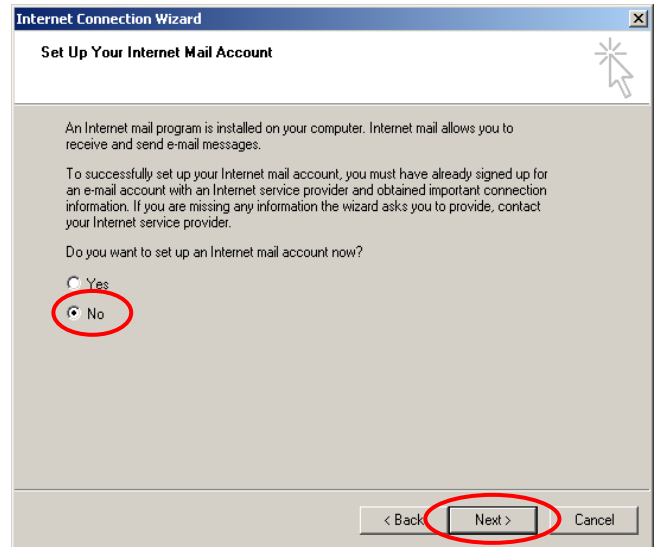 Internet Connection Wizard
Set Up Your Internet Mail Account
An Internet mail program is installed on your computer. Internet mail allows you to
receive and send e-mail messages.
To successfully set up your Internet mail account, you must have already signed up for
an e-mail account with an Internet service provider and obtained important connection
information. If you are missing any information the wizard asks you to provide, contact
your Internet service provider.
Do you want to set up an Internet mail account now?
Yes
No
< Back
Next >
Cancel